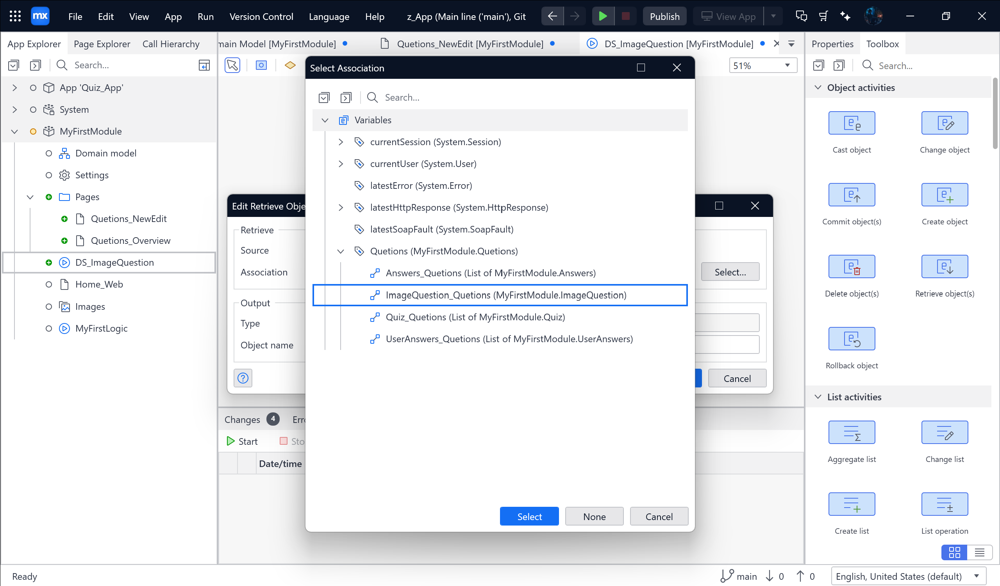 mx File Edit View App Run Version Control Language Help z_App (Main line ('main'), Git Publish View App
App Explorer Page Explorer Call Hierarchy
main Model [MyFirstModule] Quetions_NewEdit [MyFirstModule] DS_ImageQuestion [MyFirstModule]
Properties Toolbox
Search...
51%
Search...
App 'Quiz_App'
System
MyFirstModule
Domain model
Settings
Pages
Quetions_NewEdit
Quetions_Overview
DS_ImageQuestion
Home_Web
Images
MyFirstLogic
Edit Retrieve Obje
Retrieve
Source
Association
Select...
Output
Type
Object name
Cancel
Select Association
Search...
Variables
currentSession (System.Session)
currentUser (System.User)
latestError (System.Error)
latestHttpResponse (System.HttpResponse)
latestSoapFault (System.SoapFault)
Quetions (MyFirstModule.Quetions)
Answers_Quetions (List of MyFirstModule.Answers)
ImageQuestion_Quetions (MyFirstModule.ImageQuestion)
Quiz_Quetions (List of MyFirstModule.Quiz)
UserAnswers_Quetions (List of MyFirstModule.UserAnswers)
Select None Cancel
Changes 4 Erro
Start Sto
Date/time
Object activities
Cast object Change object
Commit object(s) Create object
Delete object(s) Retrieve object(s)
Rollback object
List activities
Aggregate list Change list
Create list List operation
Ready
main 0 0 English, United States (default)